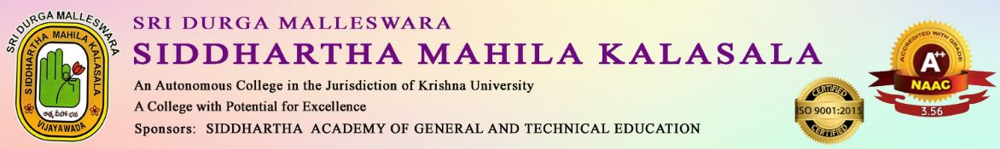 SRI DURGA MALLESWARA
SIDDHARTHA MAHILA KALASALA
ఆత్మ దీపో భవ
VIJAYAWADA
SRI DURGA MALLESWARA
SIDDHARTHA MAHILA KALASALA
An Autonomous College in the Jurisdiction of Krishna University
A College with Potential for Excellence
Sponsors: SIDDHARTHA ACADEMY OF GENERAL AND TECHNICAL EDUCATION
CERTIFIED
ISO 9001:2015
CERTIFIED
ACCREDITED WITH GRADE
A++
NAAC
3.56